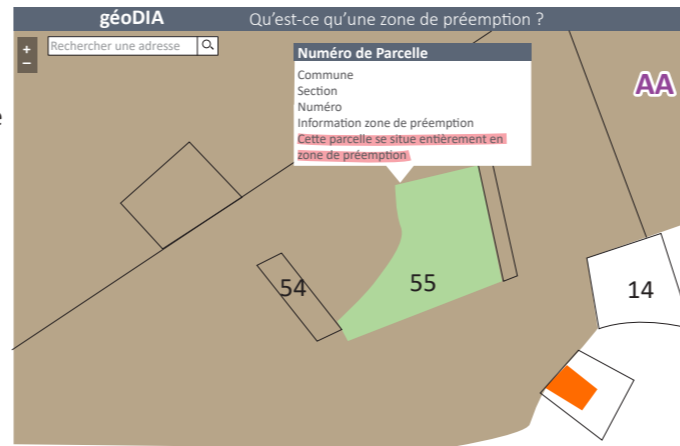 géoDIA Qu'est-ce qu'une zone de préemption ?
+
–
Rechercher une adresse
Numéro de Parcelle
Commune
Section
Numéro
Information zone de préemption
Cette parcelle se situe entièrement en
zone de préemption
AA
e
54
55
14